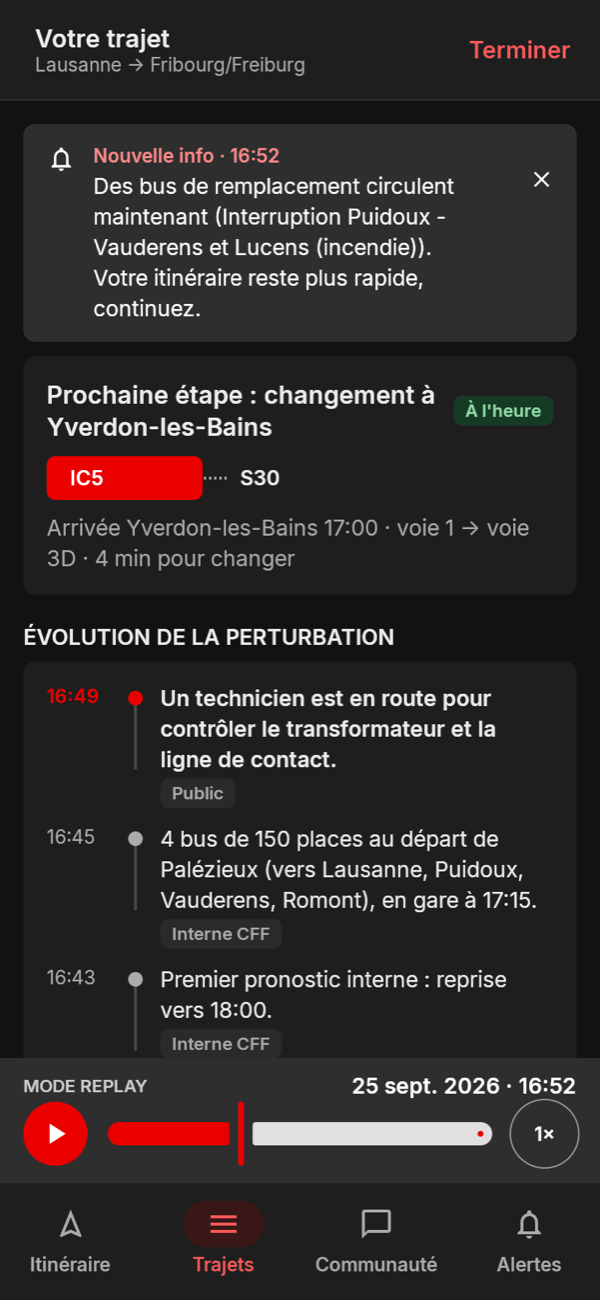 Votre trajet
Lausanne → Fribourg/Freiburg
Terminer
Nouvelle info · 16:52
Des bus de remplacement circulent
maintenant (Interruption Puidoux -
Vauderens et Lucens (incendie)).
Votre itinéraire reste plus rapide,
continuez.
Prochaine étape : changement à
Yverdon-les-Bains
À l'heure
IC5
S30
Arrivée Yverdon-les-Bains 17:00 · voie 1 → voie
3D · 4 min pour changer
ÉVOLUTION DE LA PERTURBATION
16:49
Un technicien est en route pour
contrôler le transformateur et la
ligne de contact.
Public
16:45
4 bus de 150 places au départ de
Palézieux (vers Lausanne, Puidoux,
Vauderens, Romont), en gare à 17:15.
Interne CFF
16:43
Premier pronostic interne : reprise
vers 18:00.
Interne CFF
MODE REPLAY
25 sept. 2026 · 16:52
1×
Itinéraire
Trajets
Communauté
Alertes